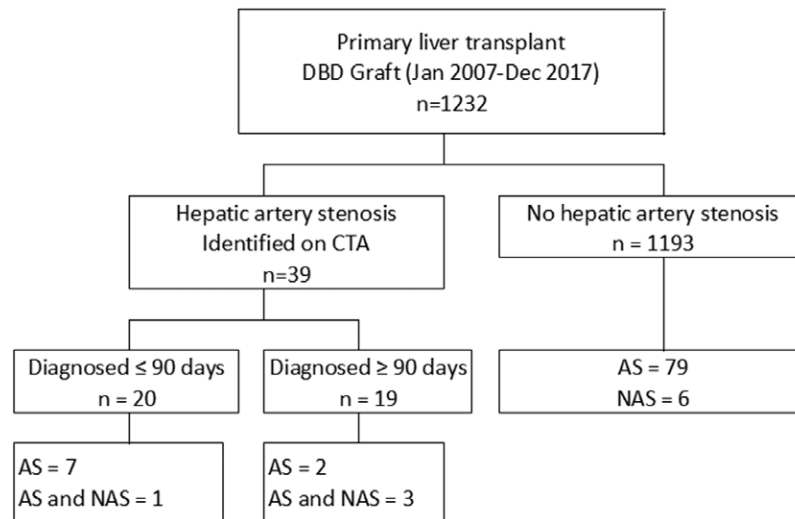 Primary liver transplant
DBD Graft (Jan 2007-Dec 2017)
n=1232
Hepatic artery stenosis
Identified on CTA
n=39
No hepatic artery stenosis
n = 1193
Diagnosed ≤ 90 days
n = 20
Diagnosed ≥ 90 days
n = 19
AS = 79
NAS = 6
AS = 7
AS and NAS = 1
AS = 2
AS and NAS = 3